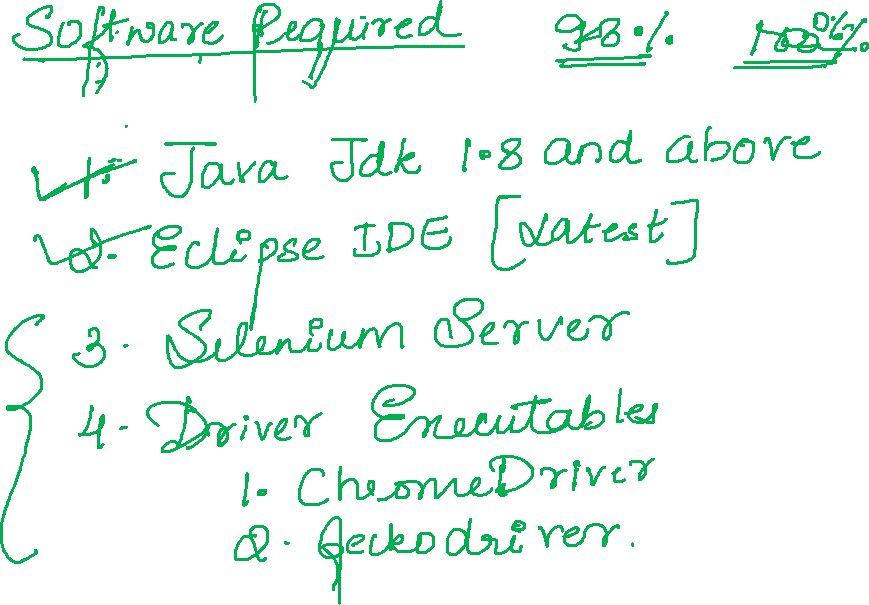 Software Required 98% 100%
1. Java Jdk 1.8 and above
2. Eclipse IDE [Latest]
3. Selenium Server
4. Driver Executables
1. ChromeDriver
2. Geckodriver.